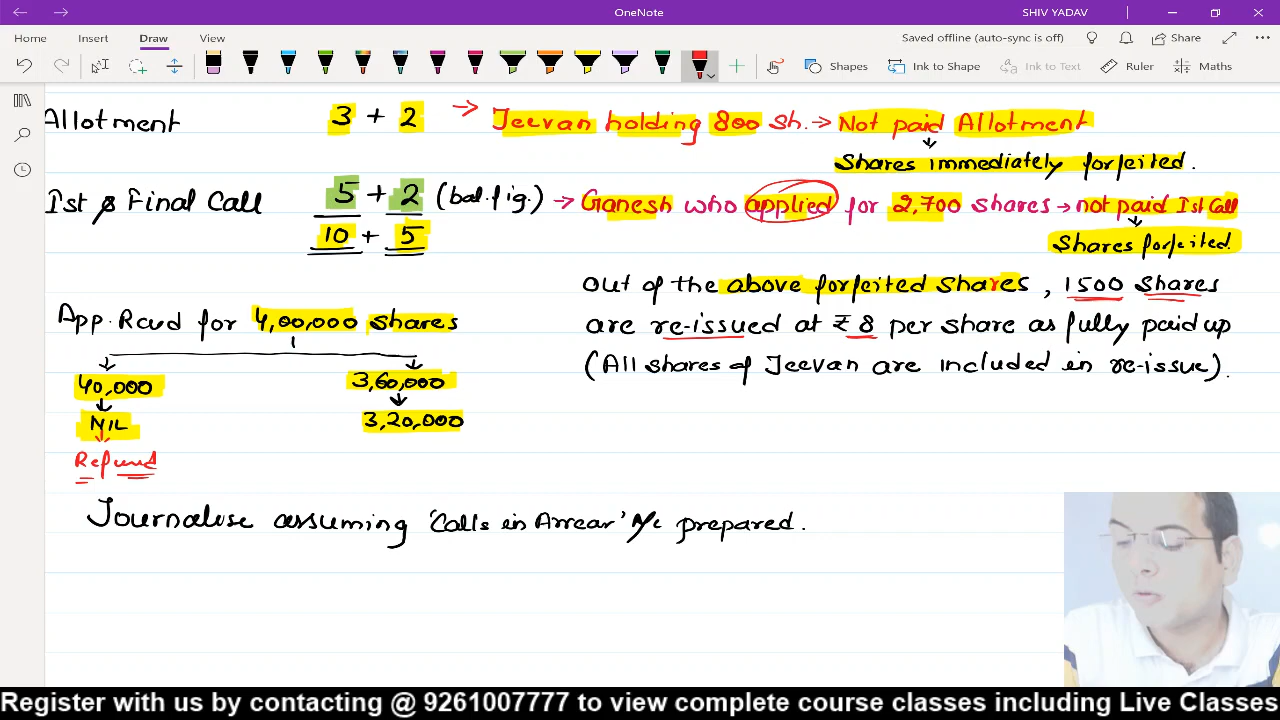 OneNote
SHIV YADAV
Home Insert Draw View
Saved offline (auto-sync is off)
Share
Shapes
Ink to Shape
Ink to Text
Ruler
Maths
Allotment 3 + 2 → Jeevan holding 800 Sh. → Not paid Allotment
Shares immediately forfeited.
Ist & Final Call 5 + 2 (bal. fig.) → Ganesh who applied for 2,700 shares → not paid Ist Call
10 + 5
Shares forfeited.
Out of the above forfeited shares, 1500 shares
are re-issued at ₹ 8 per share as fully paid up
(All shares of Jeevan are included in re-issue).
App. Rcvd for 4,00,000 shares
40,000 3,60,000
NIL 3,20,000
Refund
Journalise assuming 'Calls in Arrear' A/c prepared.
Register with us by contacting @ 9261007777 to view complete course classes including Live Classes